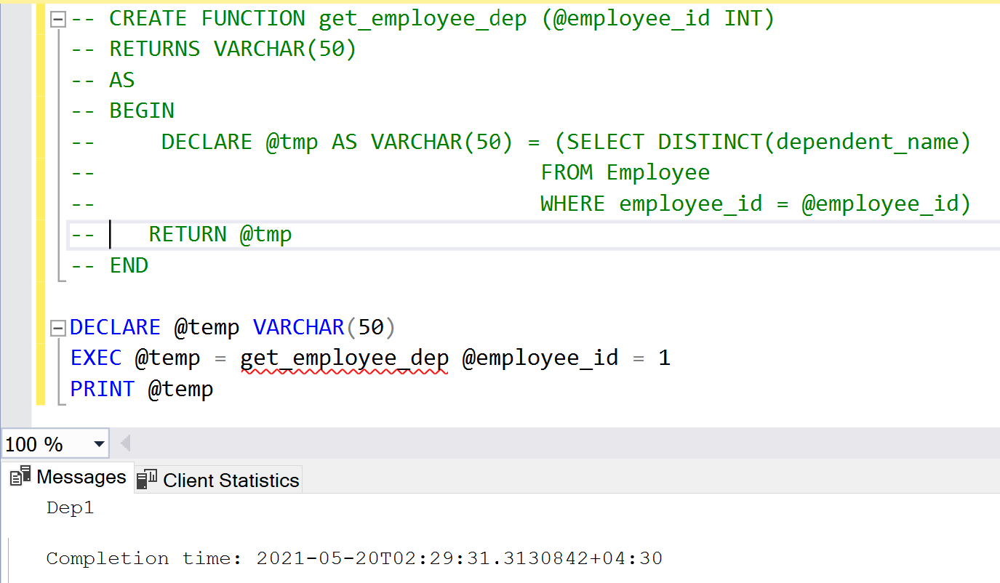 -- CREATE FUNCTION get_employee_dep (@employee_id INT)
-- RETURNS VARCHAR(50)
-- AS
-- BEGIN
--     DECLARE @tmp AS VARCHAR(50) = (SELECT DISTINCT(dependent_name)
--                                  FROM Employee
--                                  WHERE employee_id = @employee_id)
--    RETURN @tmp
-- END
DECLARE @temp VARCHAR(50)
EXEC @temp = get_employee_dep @employee_id = 1
PRINT @temp
100 %
Messages Client Statistics
Dep1
Completion time: 2021-05-20T02:29:31.3130842+04:30